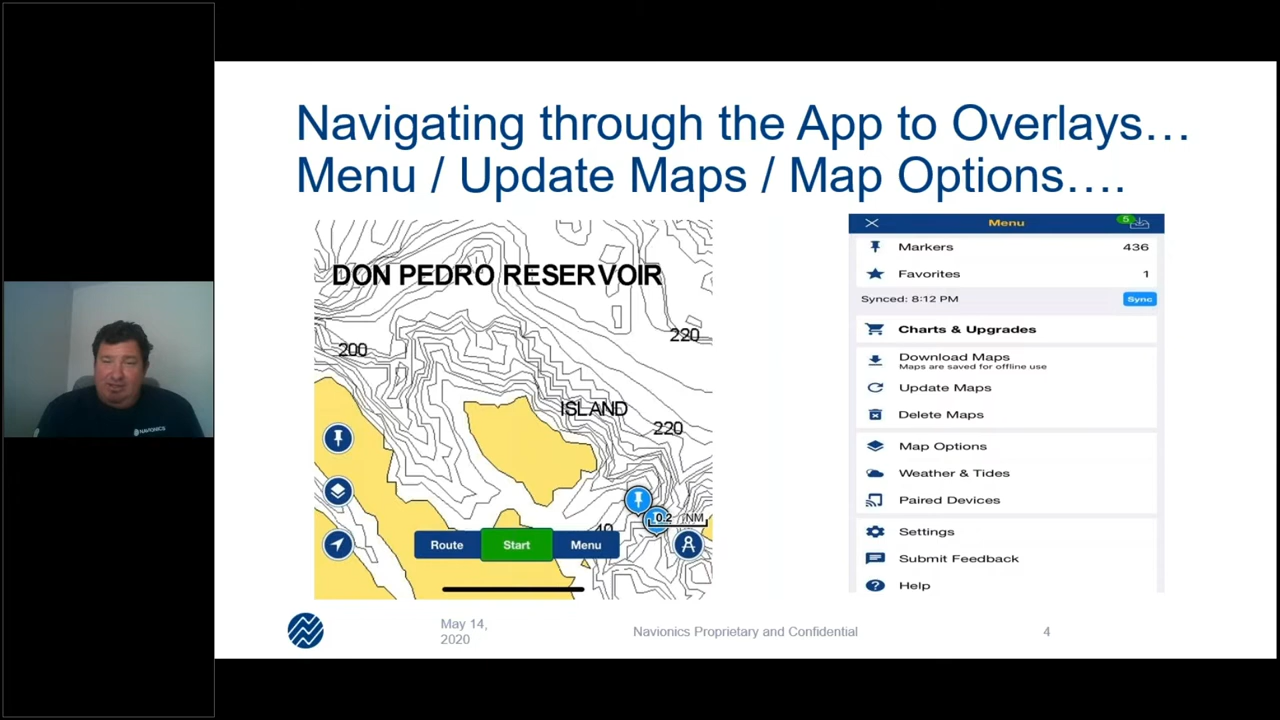 Navigating through the App to Overlays…
Menu / Update Maps / Map Options….
DON PEDRO RESERVOIR
220
200
ISLAND
220
0.2 NM
40
Route Start Menu
Menu 5
Markers 436
Favorites 1
Synced: 8:12 PM Sync
Charts & Upgrades
Download Maps
Maps are saved for offline use
Update Maps
Delete Maps
Map Options
Weather & Tides
Paired Devices
Settings
Submit Feedback
Help
NAVIONICS
May 14,
2020
Navionics Proprietary and Confidential
4